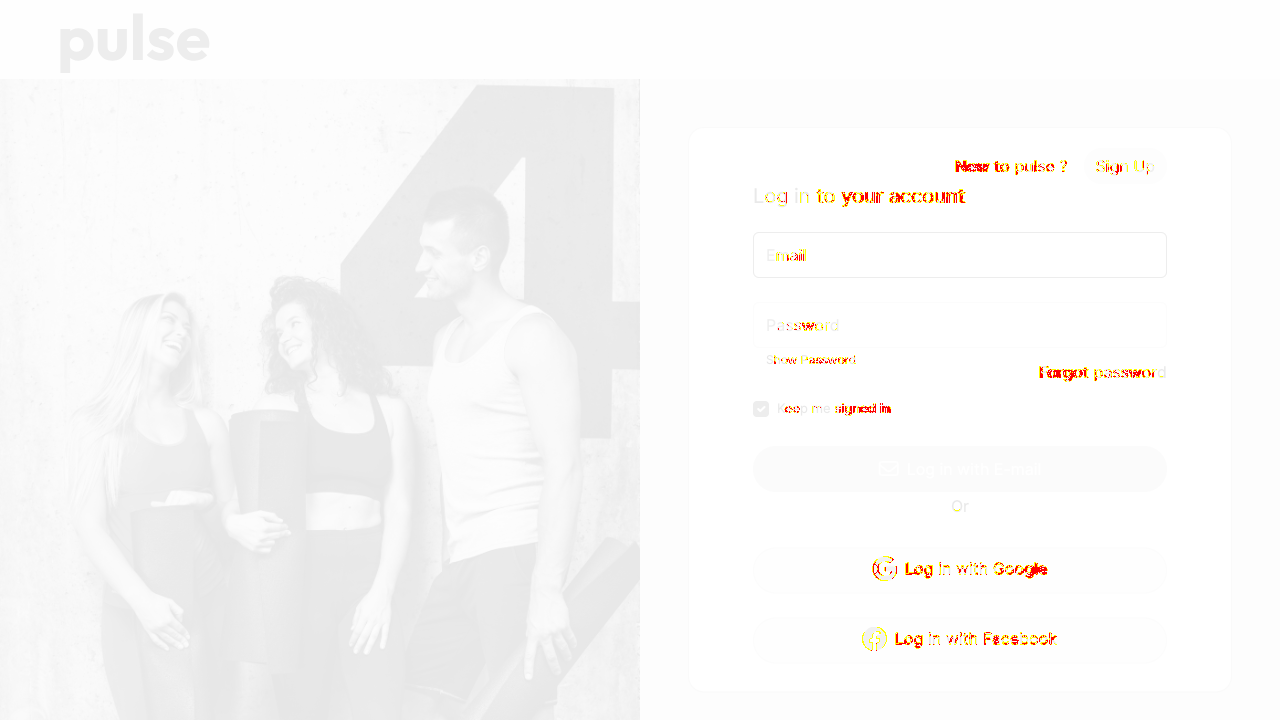 pulse
New to pulse ? Sign Up
Log in to your account
Email
Password
Show Password
Forgot password
Keep me signed in
Log in with Email
Or
Log in with Google
Log in with Facebook